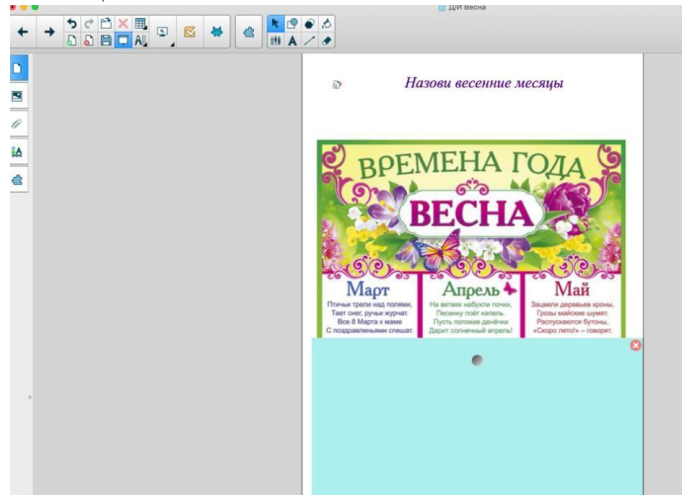 Д/И Весна
Назови весенние месяцы
ВРЕМЕНА ГОДА
ВЕСНА
Март
Птичьи трели над полями,
Тает снег, ручьи журчат.
Все 8 Марта к маме
С поздравленьями спешат.
Апрель
На ветвях набухли почки,
Песенку поёт капель.
Пусть погожие денёчки
Дарит солнечный апрель!
Май
Зацвели деревьев кроны,
Грозы майские шумят.
Распускаются бутоны,
«Скоро лето!» – говорят.